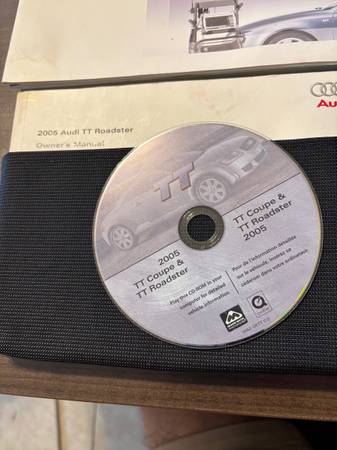 2005 Audi TT Roadster
Owner's Manual
Au
TT
2005
TT Coupe &
TT Roadster
Play this CD-ROM in your
computer for detailed
vehicle information.
TT Coupe &
TT Roadster
2005
Pour de l'information détaillée
sur le véhicule, insérez ce
cédérom dans votre ordinateur.